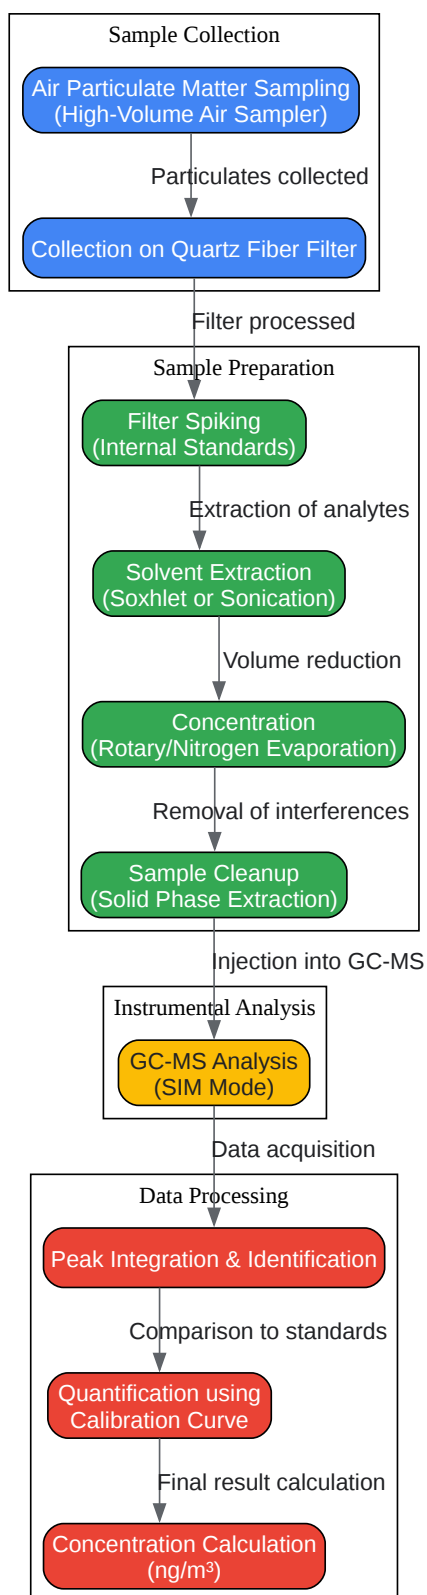 Sample Collection
Air Particulate Matter Sampling
(High-Volume Air Sampler)
Particulates collected
Collection on Quartz Fiber Filter
Filter processed
Sample Preparation
Filter Spiking
(Internal Standards)
Extraction of analytes
Solvent Extraction
(Soxhlet or Sonication)
Volume reduction
Concentration
(Rotary/Nitrogen Evaporation)
Removal of interferences
Sample Cleanup
(Solid Phase Extraction)
Injection into GC-MS
Instrumental Analysis
GC-MS Analysis
(SIM Mode)
Data acquisition
Data Processing
Peak Integration & Identification
Comparison to standards
Quantification using
Calibration Curve
Final result calculation
Concentration Calculation
(ng/m³)